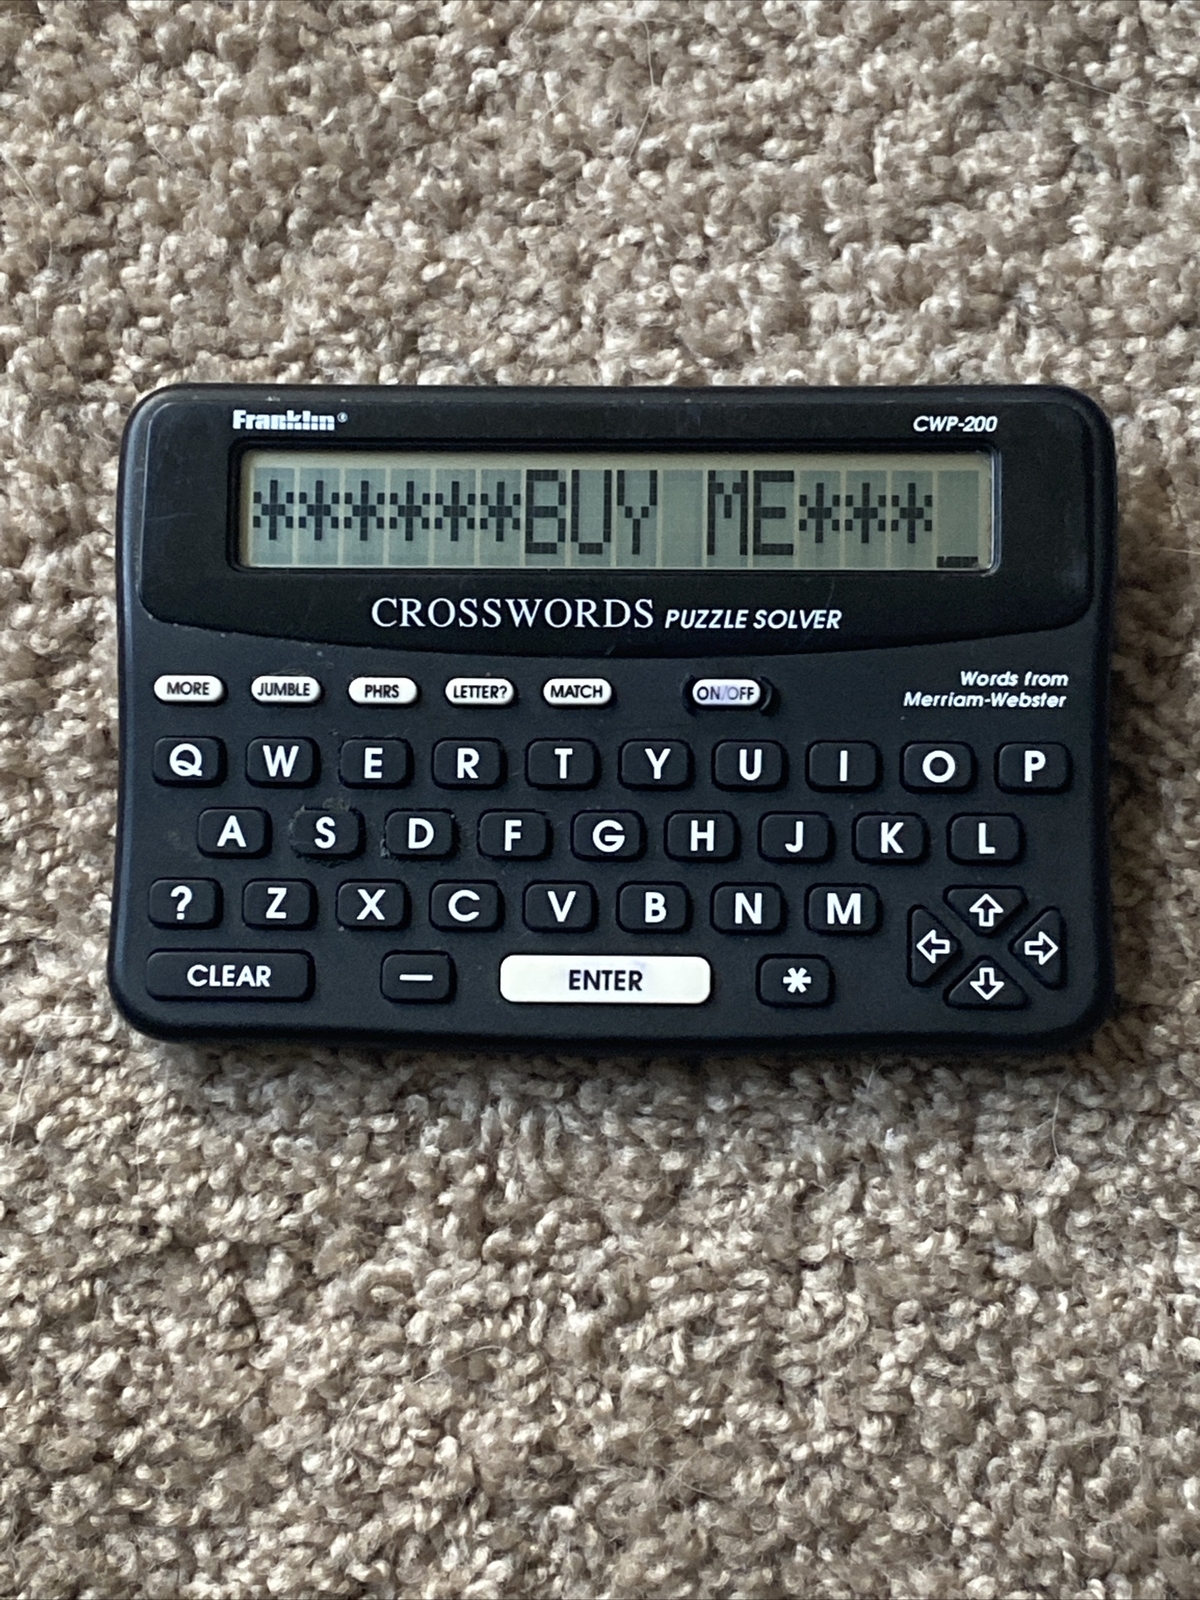 Franklin® CWP-200
******BUY ME***_
CROSSWORDS PUZZLE SOLVER
Words from
Merriam-Webster
MORE JUMBLE PHRS LETTER? MATCH ON/OFF
Q W E R T Y U I O P
A S D F G H J K L
? Z X C V B N M
CLEAR — ENTER *